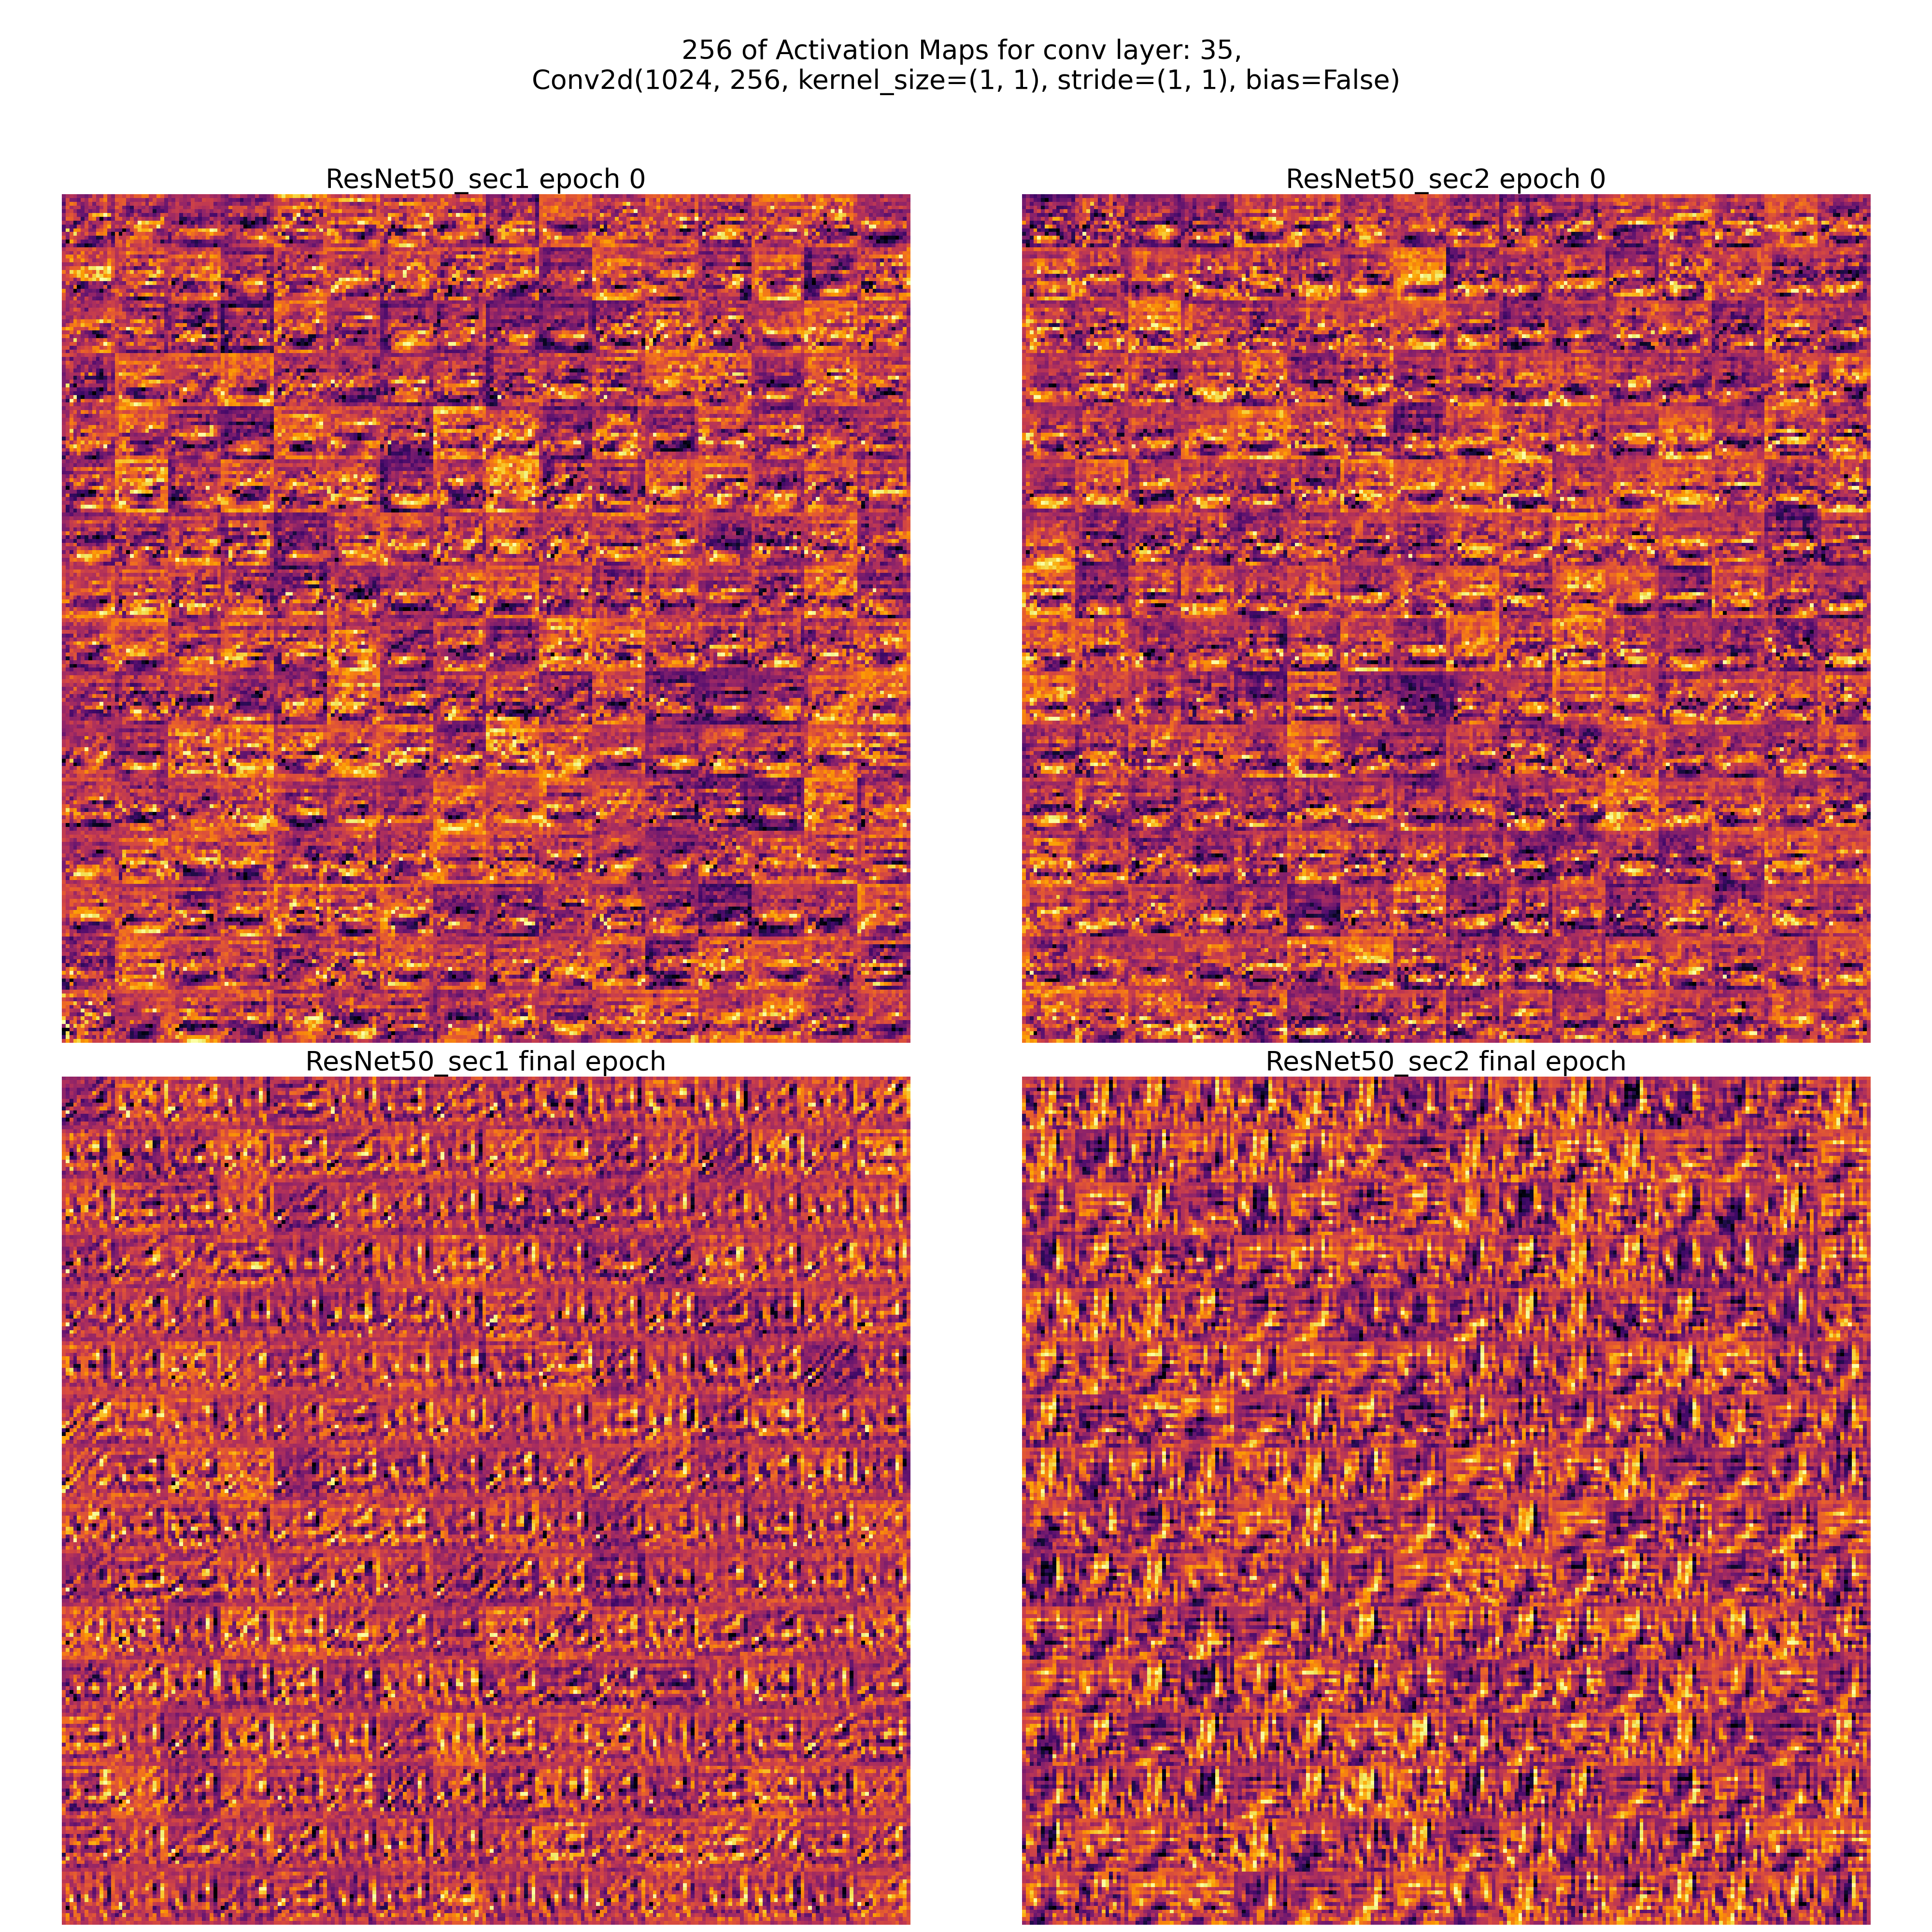 256 of Activation Maps for conv layer: 35,
Conv2d(1024, 256, kernel_size=(1, 1), stride=(1, 1), bias=False)
ResNet50_sec1 epoch 0
ResNet50_sec2 epoch 0
ResNet50_sec1 final epoch
ResNet50_sec2 final epoch